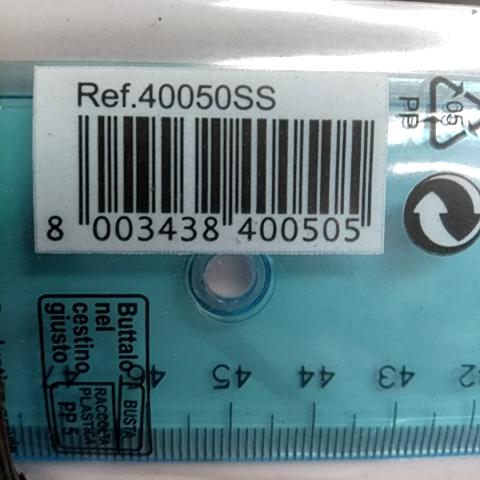 Ref.40050SS
8 003438 400505
05
PP
Buttalo
nel
cestino
giusto
BUSTA
PP 5
RACCOLTA
PLASTICA
45
44
43